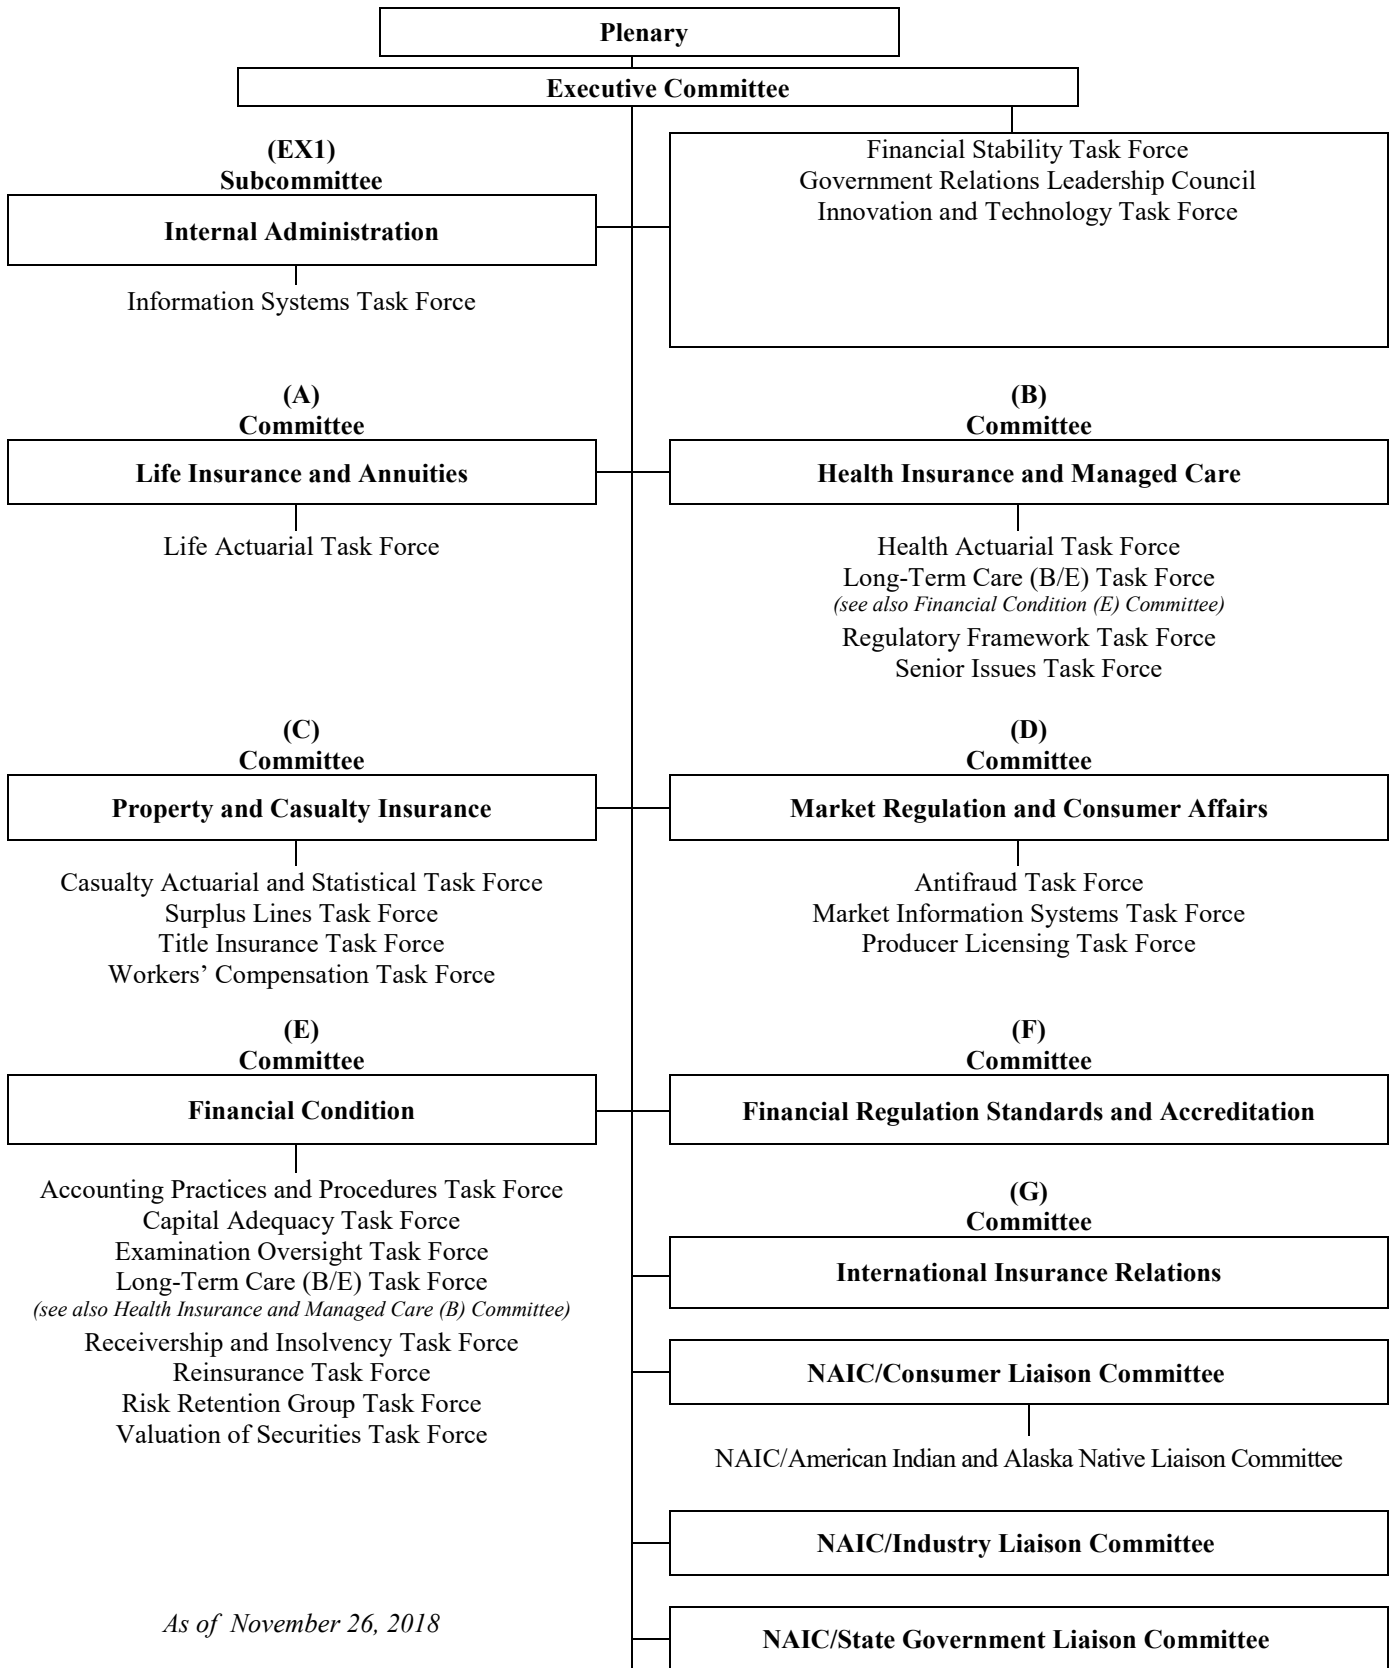 Plenary
Executive Committee
(EX1)
Subcommittee
Internal Administration
Information Systems Task Force
Financial Stability Task Force
Government Relations Leadership Council
Innovation and Technology Task Force
(A)
Committee
Life Insurance and Annuities
Life Actuarial Task Force
(B)
Committee
Health Insurance and Managed Care
Health Actuarial Task Force
Long-Term Care (B/E) Task Force
(see also Financial Condition (E) Committee)
Regulatory Framework Task Force
Senior Issues Task Force
(C)
Committee
Property and Casualty Insurance
Casualty Actuarial and Statistical Task Force
Surplus Lines Task Force
Title Insurance Task Force
Workers’ Compensation Task Force
(D)
Committee
Market Regulation and Consumer Affairs
Antifraud Task Force
Market Information Systems Task Force
Producer Licensing Task Force
(E)
Committee
Financial Condition
Accounting Practices and Procedures Task Force
Capital Adequacy Task Force
Examination Oversight Task Force
Long-Term Care (B/E) Task Force
(see also Health Insurance and Managed Care (B) Committee)
Receivership and Insolvency Task Force
Reinsurance Task Force
Risk Retention Group Task Force
Valuation of Securities Task Force
(F)
Committee
Financial Regulation Standards and Accreditation
(G)
Committee
International Insurance Relations
NAIC/Consumer Liaison Committee
NAIC/American Indian and Alaska Native Liaison Committee
NAIC/Industry Liaison Committee
NAIC/State Government Liaison Committee
As of November 26, 2018